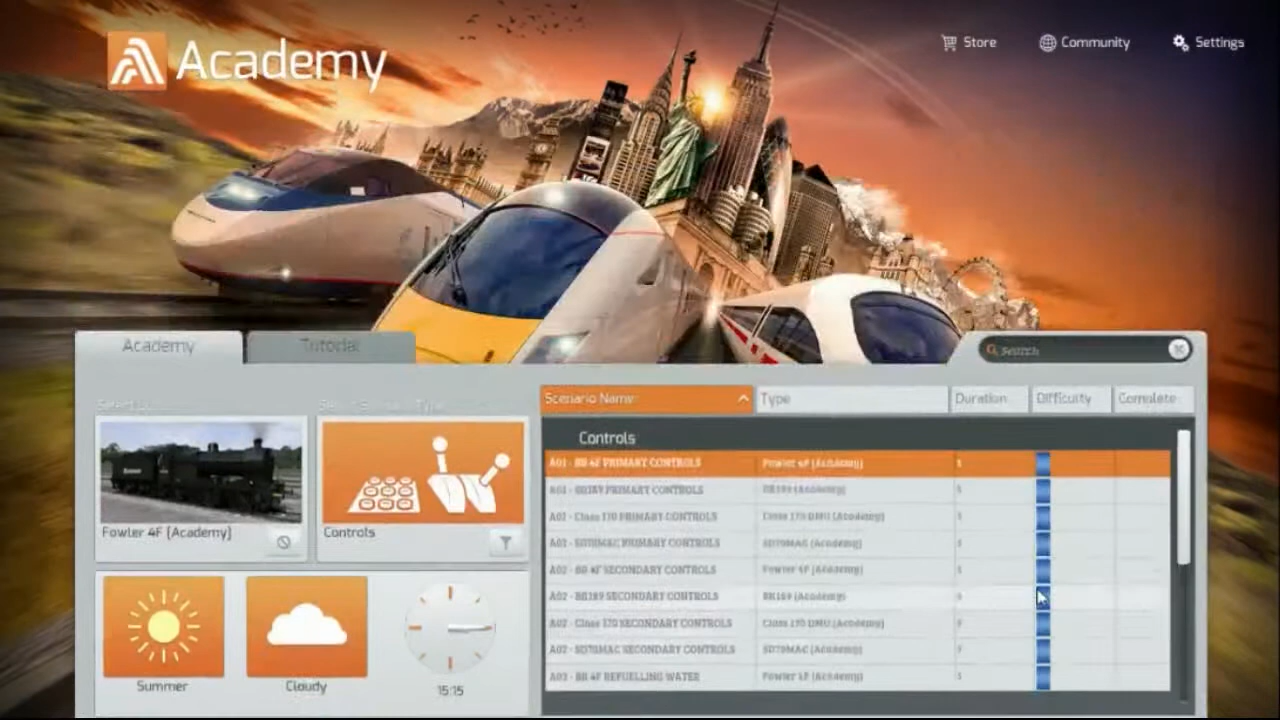 Academy
Store
Community
Settings
Academy
Tutorial
Search
Scenario Name
Type
Duration
Difficulty
Complete
Controls
A01 - BR 4F PRIMARY CONTROLS
Fowler 4F (Academy)
A01 - BR189 PRIMARY CONTROLS
BR189 (Academy)
A01 - Class 170 PRIMARY CONTROLS
Class 170 DMU (Academy)
A01 - SD70MAC PRIMARY CONTROLS
SD70MAC (Academy)
A02 - BR 4F SECONDARY CONTROLS
Fowler 4F (Academy)
A02 - BR189 SECONDARY CONTROLS
BR189 (Academy)
A02 - Class 170 SECONDARY CONTROLS
Class 170 DMU (Academy)
A02 - SD70MAC SECONDARY CONTROLS
SD70MAC (Academy)
A03 - BR 4F REFUELLING WATER
Fowler 4F (Academy)
Fowler 4F (Academy)
Controls
Summer
Cloudy
15:15